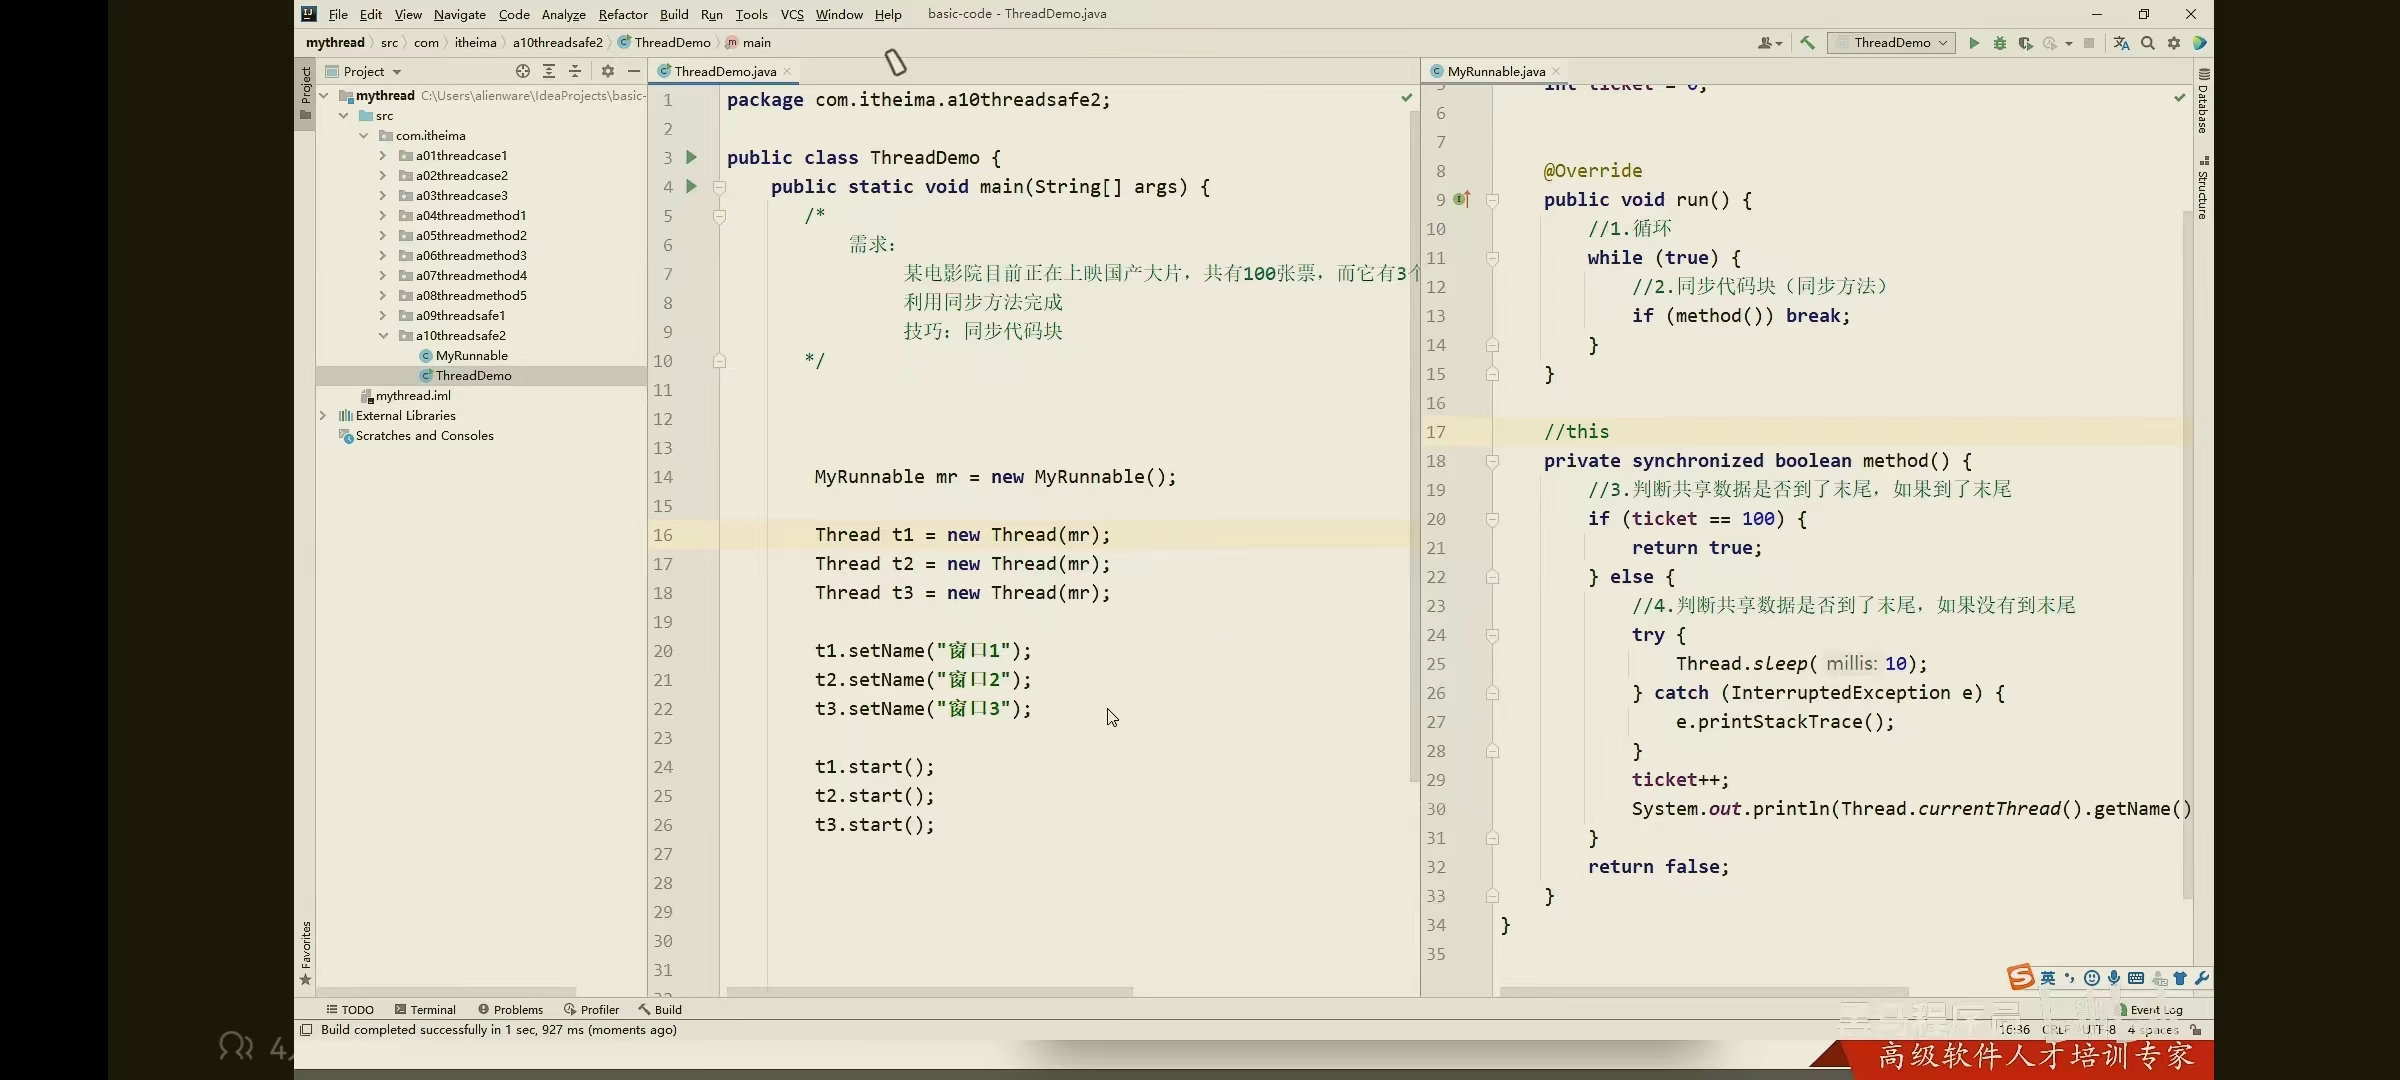 File Edit View Navigate Code Analyze Refactor Build Run Tools VCS Window Help basic-code - ThreadDemo.java
mythread src com itheima a10threadsafe2 ThreadDemo main
ThreadDemo
Project
mythread C:\Users\alienware\IdeaProjects\basic-
src
com.itheima
a01threadcase1
a02threadcase2
a03threadcase3
a04threadmethod1
a05threadmethod2
a06threadmethod3
a07threadmethod4
a08threadmethod5
a09threadsafe1
a10threadsafe2
MyRunnable
ThreadDemo
mythread.iml
External Libraries
Scratches and Consoles
Project
Favorites
ThreadDemo.java
1 package com.itheima.a10threadsafe2;
2
3 public class ThreadDemo {
4 public static void main(String[] args) {
5 /*
6 需求：
7 某电影院目前正在上映国产大片，共有100张票，而它有3个
8 利用同步方法完成
9 技巧：同步代码块
10 */
11
12
13
14 MyRunnable mr = new MyRunnable();
15
16 Thread t1 = new Thread(mr);
17 Thread t2 = new Thread(mr);
18 Thread t3 = new Thread(mr);
19
20 t1.setName("窗口1");
21 t2.setName("窗口2");
22 t3.setName("窗口3");
23
24 t1.start();
25 t2.start();
26 t3.start();
27
28
29
30
31
MyRunnable.java
int ticket = 0;
6
7
8 @Override
9 public void run() {
10 //1.循环
11 while (true) {
12 //2.同步代码块（同步方法）
13 if (method()) break;
14 }
15 }
16
17 //this
18 private synchronized boolean method() {
19 //3.判断共享数据是否到了末尾，如果到了末尾
20 if (ticket == 100) {
21 return true;
22 } else {
23 //4.判断共享数据是否到了末尾，如果没有到末尾
24 try {
25 Thread.sleep( millis: 10);
26 } catch (InterruptedException e) {
27 e.printStackTrace();
28 }
29 ticket++;
30 System.out.println(Thread.currentThread().getName()
31 }
32 return false;
33 }
34 }
35
Database
Structure
英
TODO Terminal Problems Profiler Build Event Log
Build completed successfully in 1 sec, 927 ms (moments ago)
16:36 CRLF UTF-8 4 spaces
高级软件人才培训专家